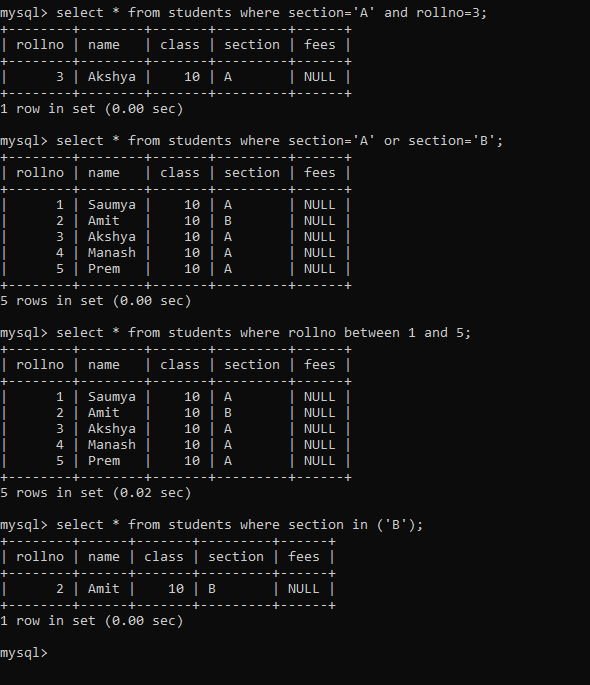 mysql> select * from students where section='A' and rollno=3;
+--------+--------+-------+---------+------+
| rollno | name   | class | section | fees |
+--------+--------+-------+---------+------+
|      3 | Akshya |    10 | A       | NULL |
+--------+--------+-------+---------+------+
1 row in set (0.00 sec)

mysql> select * from students where section='A' or section='B';
+--------+--------+-------+---------+------+
| rollno | name   | class | section | fees |
+--------+--------+-------+---------+------+
|      1 | Saumya |    10 | A       | NULL |
|      2 | Amit   |    10 | B       | NULL |
|      3 | Akshya |    10 | A       | NULL |
|      4 | Manash |    10 | A       | NULL |
|      5 | Prem   |    10 | A       | NULL |
+--------+--------+-------+---------+------+
5 rows in set (0.00 sec)

mysql> select * from students where rollno between 1 and 5;
+--------+--------+-------+---------+------+
| rollno | name   | class | section | fees |
+--------+--------+-------+---------+------+
|      1 | Saumya |    10 | A       | NULL |
|      2 | Amit   |    10 | B       | NULL |
|      3 | Akshya |    10 | A       | NULL |
|      4 | Manash |    10 | A       | NULL |
|      5 | Prem   |    10 | A       | NULL |
+--------+--------+-------+---------+------+
5 rows in set (0.02 sec)

mysql> select * from students where section in ('B');
+--------+------+-------+---------+------+
| rollno | name | class | section | fees |
+--------+------+-------+---------+------+
|      2 | Amit |    10 | B       | NULL |
+--------+------+-------+---------+------+
1 row in set (0.00 sec)

mysql>